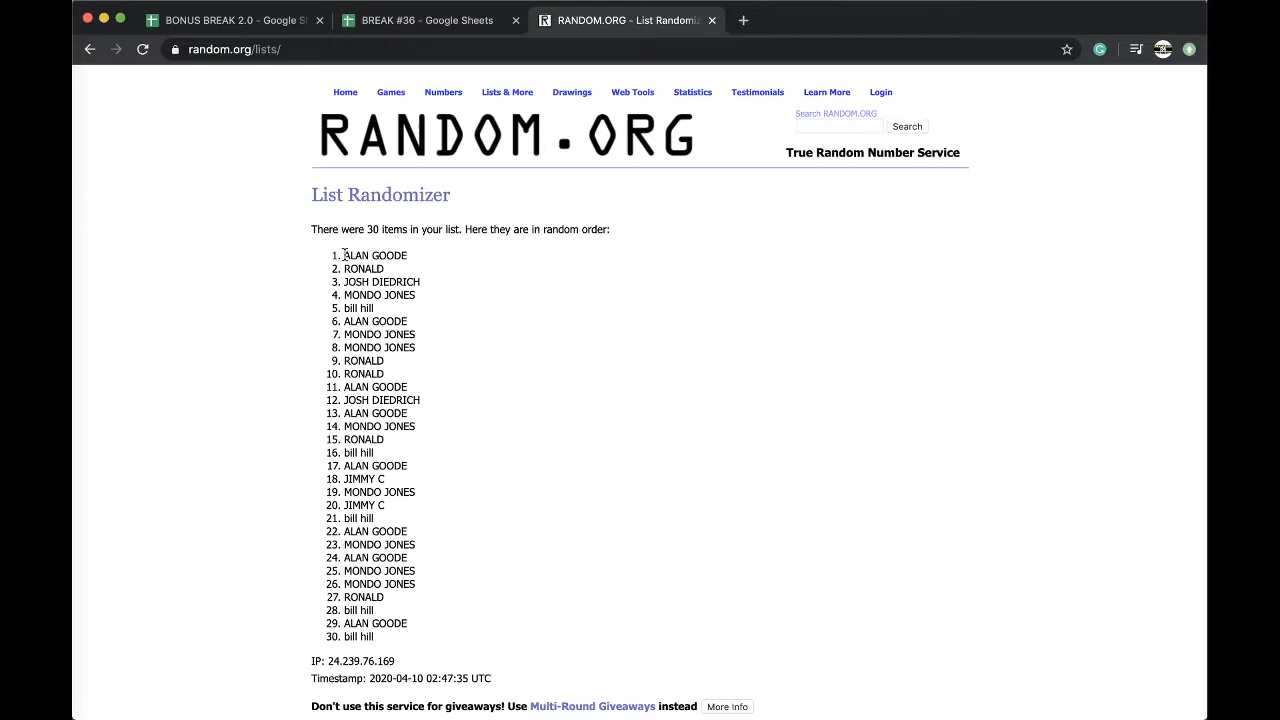 BONUS BREAK 2.0 - Google S
BREAK #36 - Google Sheets
RANDOM.ORG - List Randomiz
random.org/lists/
Home Games Numbers Lists & More Drawings Web Tools Statistics Testimonials Learn More Login
RANDOM.ORG
Search RANDOM.ORG
Search
True Random Number Service
List Randomizer
There were 30 items in your list. Here they are in random order:
1. ALAN GOODE
2. RONALD
3. JOSH DIEDRICH
4. MONDO JONES
5. bill hill
6. ALAN GOODE
7. MONDO JONES
8. MONDO JONES
9. RONALD
10. RONALD
11. ALAN GOODE
12. JOSH DIEDRICH
13. ALAN GOODE
14. MONDO JONES
15. RONALD
16. bill hill
17. ALAN GOODE
18. JIMMY C
19. MONDO JONES
20. JIMMY C
21. bill hill
22. ALAN GOODE
23. MONDO JONES
24. ALAN GOODE
25. MONDO JONES
26. MONDO JONES
27. RONALD
28. bill hill
29. ALAN GOODE
30. bill hill
IP: 24.239.76.169
Timestamp: 2020-04-10 02:47:35 UTC
Don't use this service for giveaways! Use Multi-Round Giveaways instead More Info